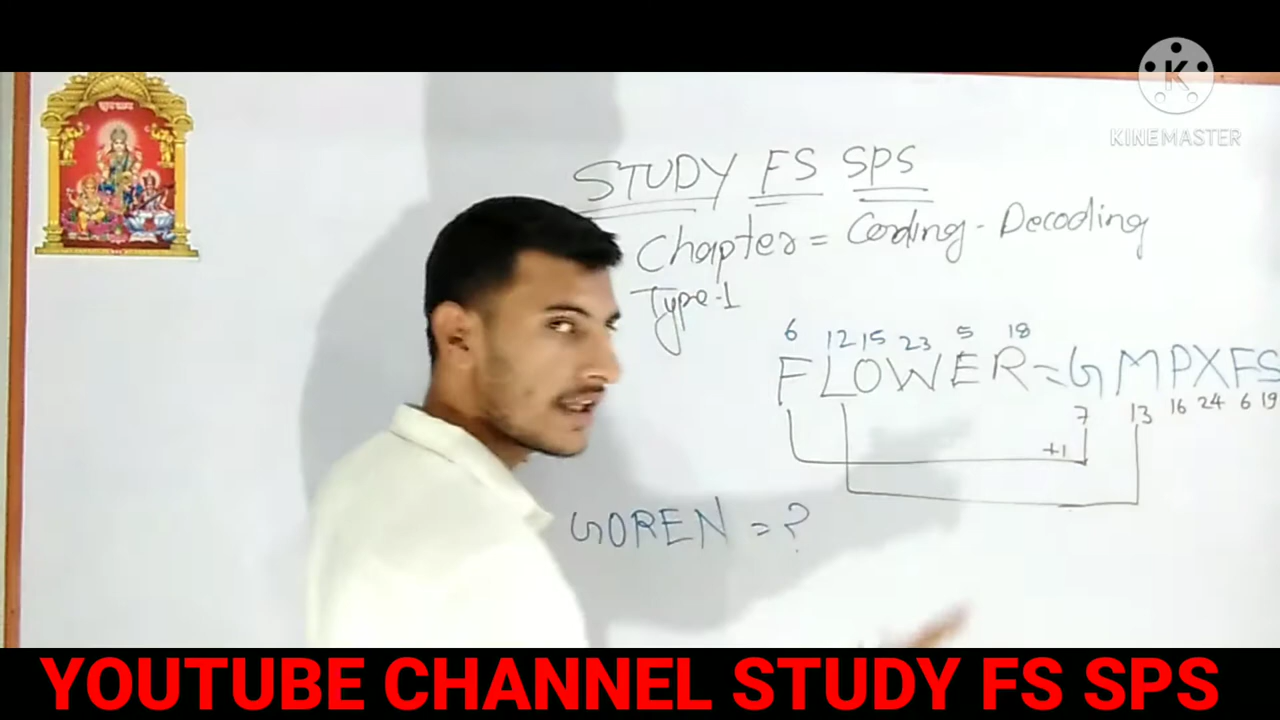 K
KINEMASTER
STUDY FS SPS
Chapter = Coding - Decoding
Type-1
6 12 15 23 5 18
FLOWER = GMPXFS
7 13 16 24 6 19
+1
GOREN = ?
YOUTUBE CHANNEL STUDY FS SPS